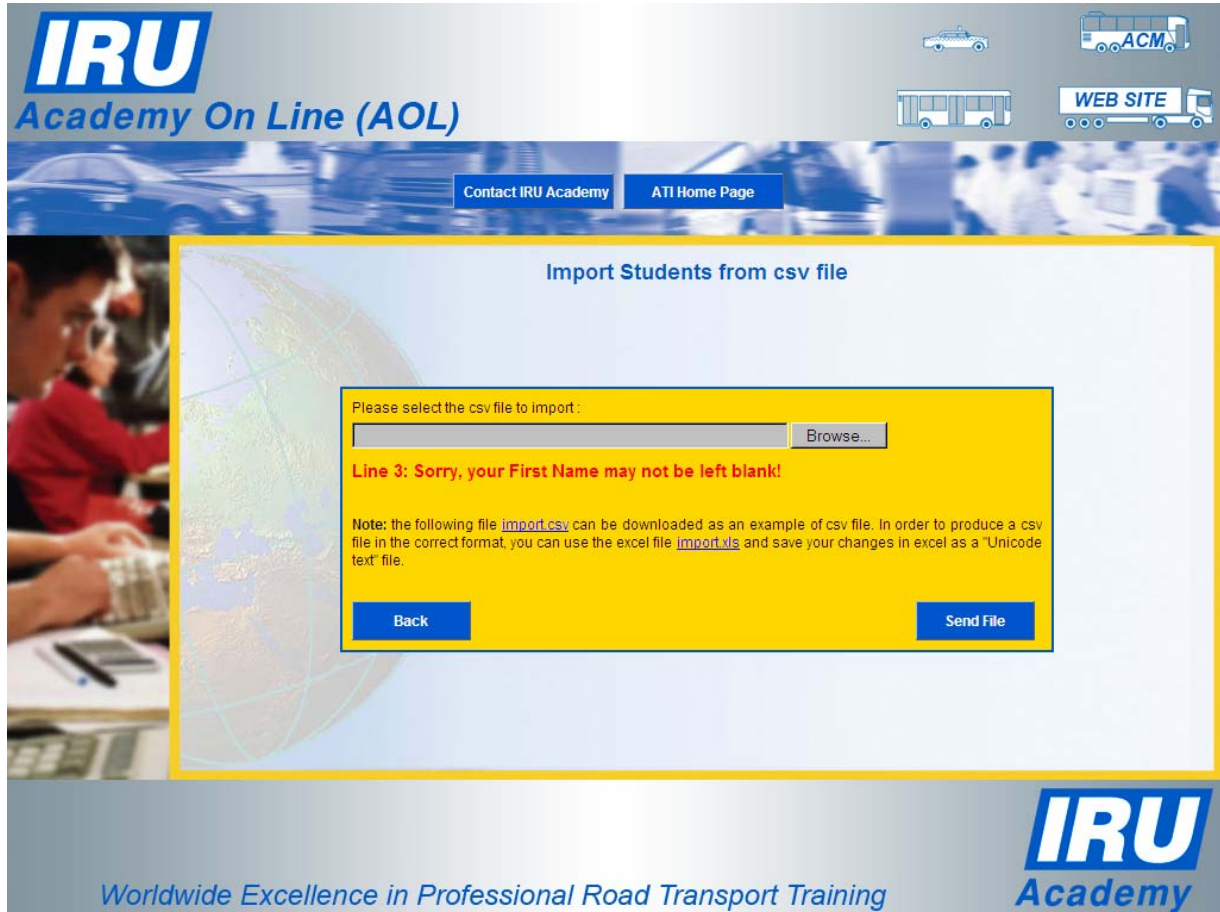 IRU
Academy On Line (AOL)
ACM
WEB SITE
Contact IRU Academy
ATI Home Page
Import Students from csv file
Please select the csv file to import :
Browse...
Line 3: Sorry, your First Name may not be left blank!
Note: the following file import.csv can be downloaded as an example of csv file. In order to produce a csv
file in the correct format, you can use the excel file import.xls and save your changes in excel as a "Unicode
text" file.
Back
Send File
IRU
Academy
Worldwide Excellence in Professional Road Transport Training